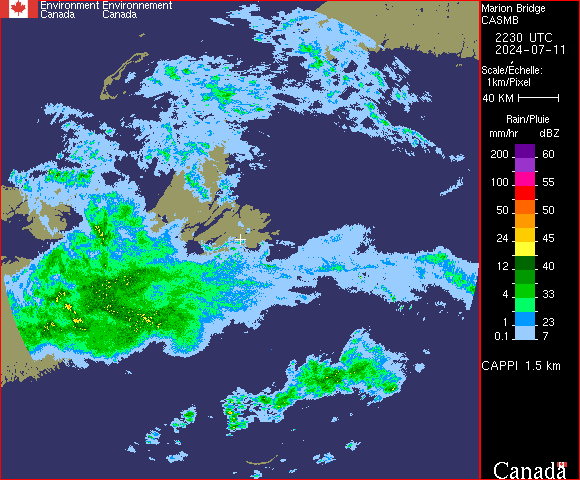 Environment Environnement
Canada Canada
Marion Bridge
CASMB
2230 UTC
2024-07-11
Scale/Échelle:
1km/Pixel
40 KM
Rain/Pluie
mm/hr dBZ
200 60
55
100 55
50 50
24 45
12 40
4 33
1 23
0.1 7
CAPPI 1.5 km
Canada